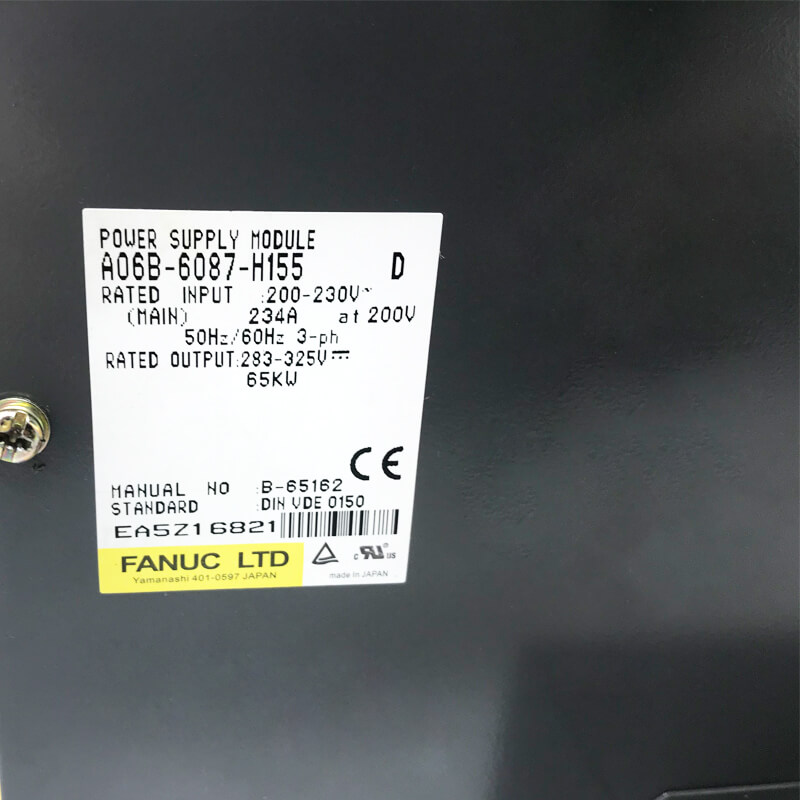 POWER SUPPLY MODULE
A06B-6087-H155 D
RATED INPUT :200-230V~
(MAIN) 234A at 200V
50Hz/60Hz 3-ph
RATED OUTPUT:283-325V⎓
65KW
CE
MANUAL NO :B-65162
STANDARD :DIN VDE 0150
EA5Z16821
FANUC LTD
Yamanashi 401-0597 JAPAN
c RU us
made in JAPAN